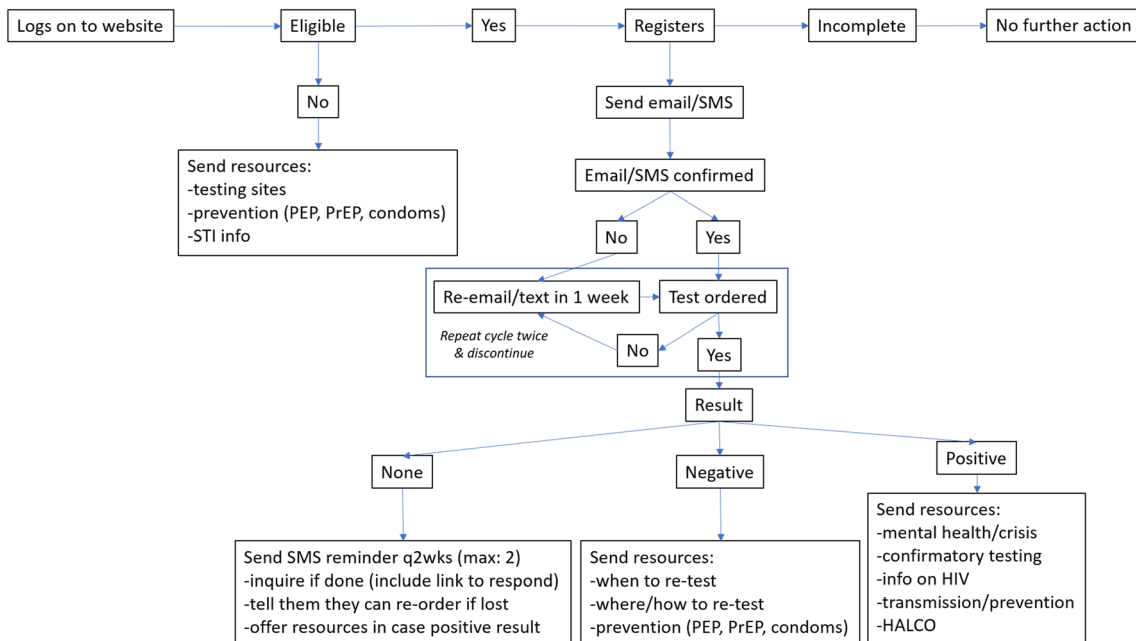 Logs on to website
Eligible
Yes
Registers
Incomplete
No further action
No
Send email/SMS
Send resources:
-testing sites
-prevention (PEP, PrEP, condoms)
-STI info
Email/SMS confirmed
No
Yes
Re-email/text in 1 week
Test ordered
Repeat cycle twice
& discontinue
No
Yes
Result
None
Negative
Positive
Send SMS reminder q2wks (max: 2)
-inquire if done (include link to respond)
-tell them they can re-order if lost
-offer resources in case positive result
Send resources:
-when to re-test
-where/how to re-test
-prevention (PEP, PrEP, condoms)
Send resources:
-mental health/crisis
-confirmatory testing
-info on HIV
-transmission/prevention
-HALCO